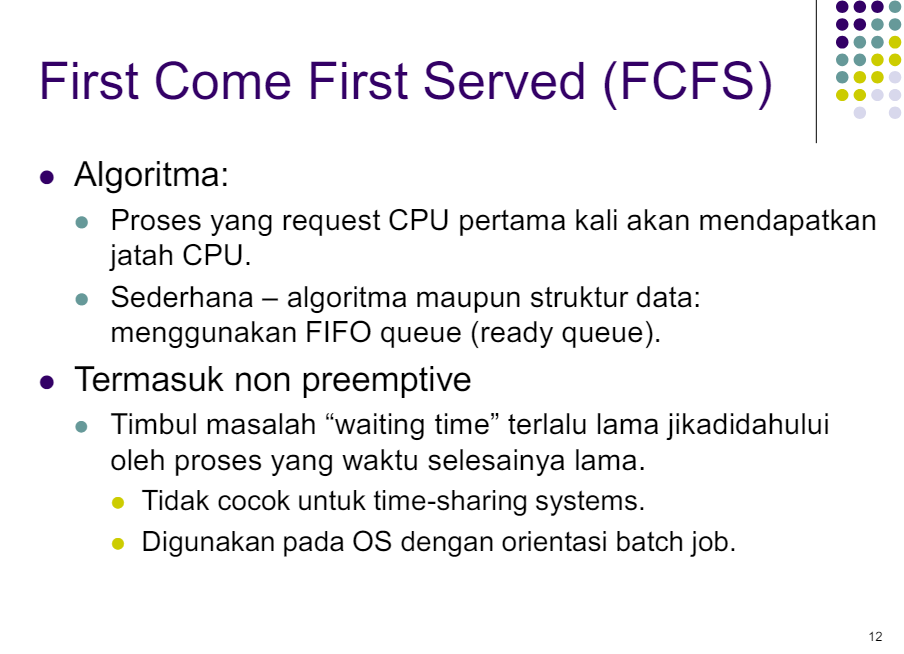 First Come First Served (FCFS)
Algoritma:
Proses yang request CPU pertama kali akan mendapatkan
jatah CPU.
Sederhana – algoritma maupun struktur data:
menggunakan FIFO queue (ready queue).
Termasuk non preemptive
Timbul masalah “waiting time” terlalu lama jikadidahului
oleh proses yang waktu selesainya lama.
Tidak cocok untuk time-sharing systems.
Digunakan pada OS dengan orientasi batch job.
12